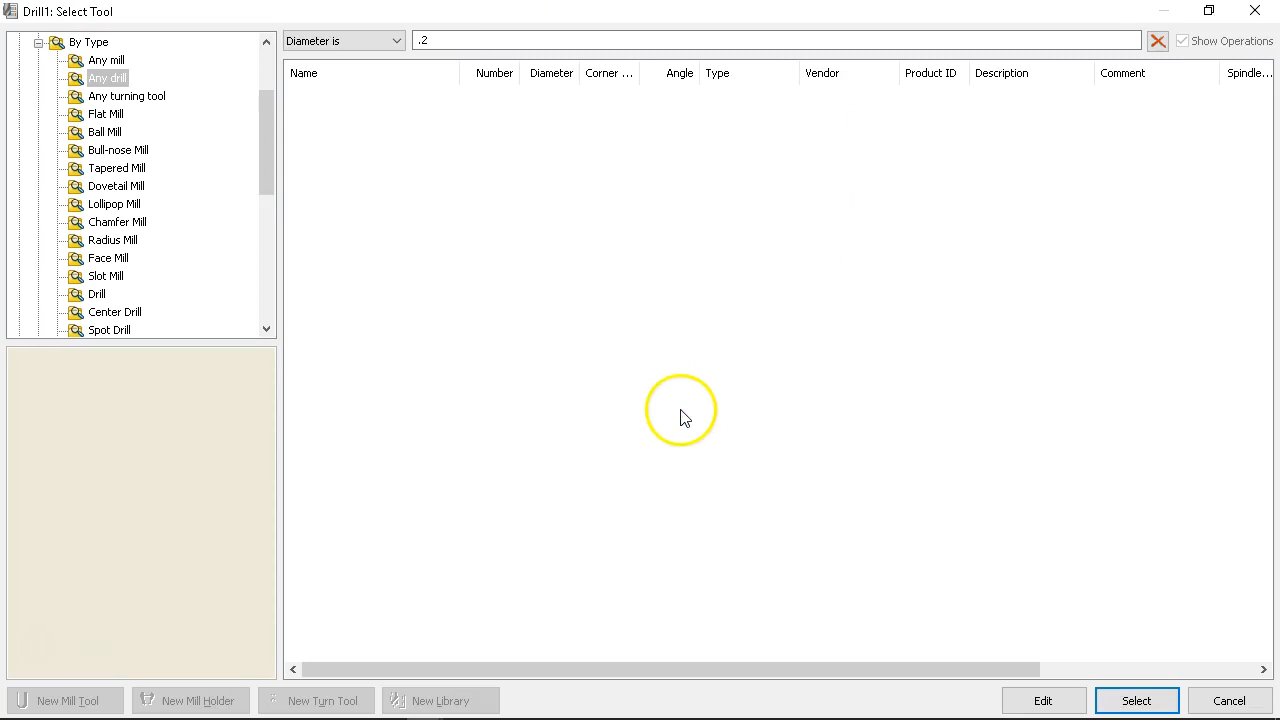 Drill1: Select Tool
By Type
Any mill
Any drill
Any turning tool
Flat Mill
Ball Mill
Bull-nose Mill
Tapered Mill
Dovetail Mill
Lollipop Mill
Chamfer Mill
Radius Mill
Face Mill
Slot Mill
Drill
Center Drill
Spot Drill
Diameter is
.2
Show Operations
Name Number Diameter Corner ... Angle Type Vendor Product ID Description Comment Spindle...
New Mill Tool
New Mill Holder
New Turn Tool
New Library
Edit
Select
Cancel